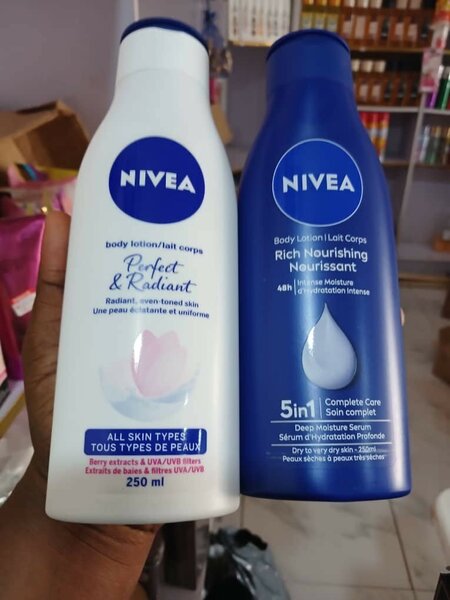 NIVEA
body lotion/lait corps
Perfect
& Radiant
Radiant, even-toned skin
Une peau éclatante et uniforme
ALL SKIN TYPES
TOUS TYPES DE PEAUX
Berry extracts & UVA/UVB filters
Extraits de baies & filtres UVA/UVB
250 ml
NIVEA
Body Lotion | Lait Corps
Rich Nourishing
Nourissant
48h | Intense Moisture
d'Hydratation Intense
5in1 | Complete Care
Soin complet
Deep Moisture Serum
Sérum d'Hydratation Profonde
Dry to very dry skin - 250ml
Peaux sèches à peaux très sèches